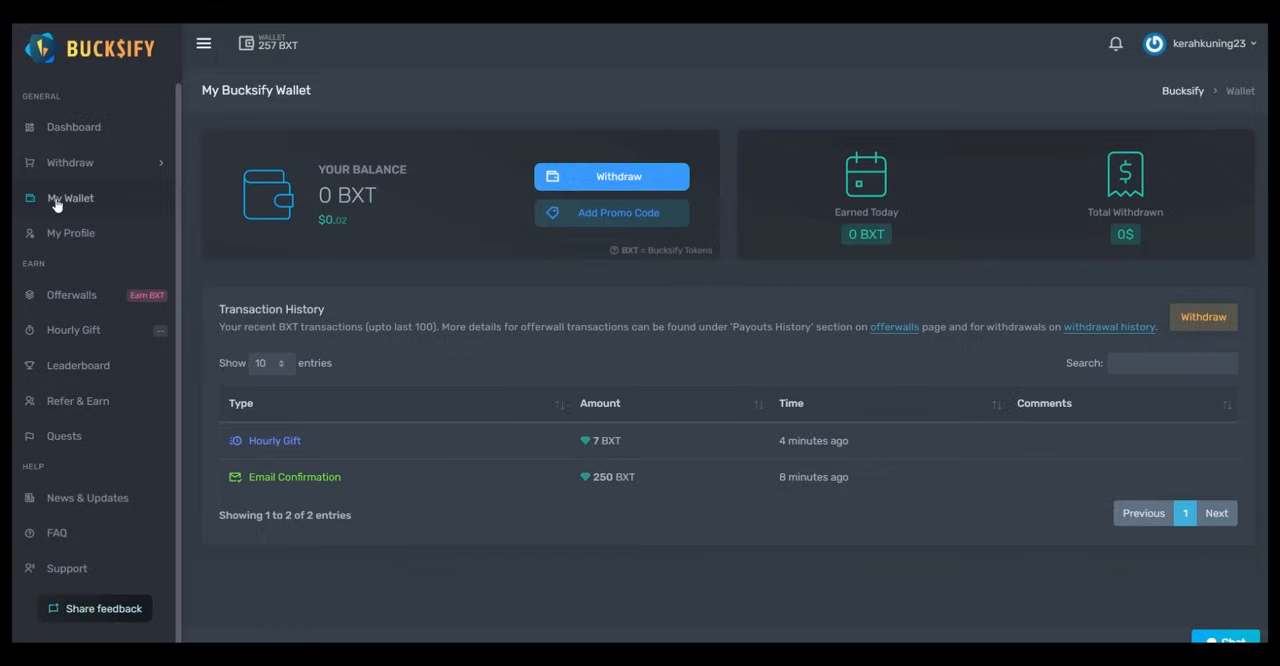 BUCK$IFY
WALLET
257 BXT
kerahkuning23
My Bucksify Wallet
Bucksify > Wallet
GENERAL
Dashboard
Withdraw
My Wallet
My Profile
EARN
Offerwalls Earn BXT
Hourly Gift ...
Leaderboard
Refer & Earn
Quests
HELP
News & Updates
FAQ
Support
Share feedback
YOUR BALANCE
0 BXT
$0.02
Withdraw
Add Promo Code
BXT = Bucksify Tokens
Earned Today
0 BXT
Total Withdrawn
0$
Transaction History
Your recent BXT transactions (upto last 100). More details for offerwall transactions can be found under 'Payouts History' section on offerwalls page and for withdrawals on withdrawal history.
Withdraw
Show 10 entries
Search:
Type Amount Time Comments
Hourly Gift 7 BXT 4 minutes ago
Email Confirmation 250 BXT 8 minutes ago
Showing 1 to 2 of 2 entries
Previous 1 Next
Chat